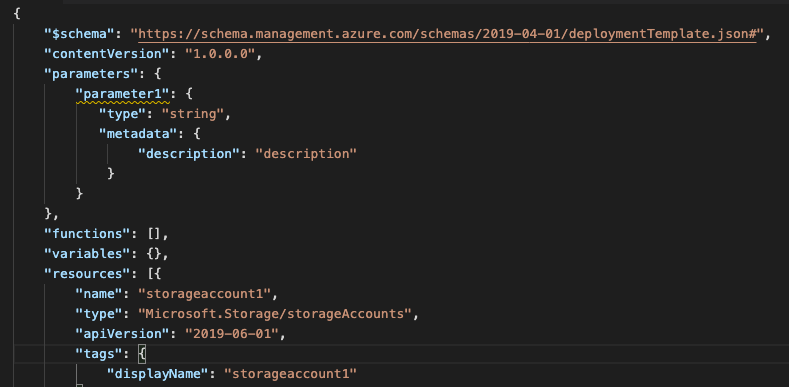 {
"$schema": "https://schema.management.azure.com/schemas/2019-04-01/deploymentTemplate.json#",
"contentVersion": "1.0.0.0",
"parameters": {
"parameter1": {
"type": "string",
"metadata": {
"description": "description"
}
}
},
"functions": [],
"variables": {},
"resources": [{
"name": "storageaccount1",
"type": "Microsoft.Storage/storageAccounts",
"apiVersion": "2019-06-01",
"tags": {
"displayName": "storageaccount1"